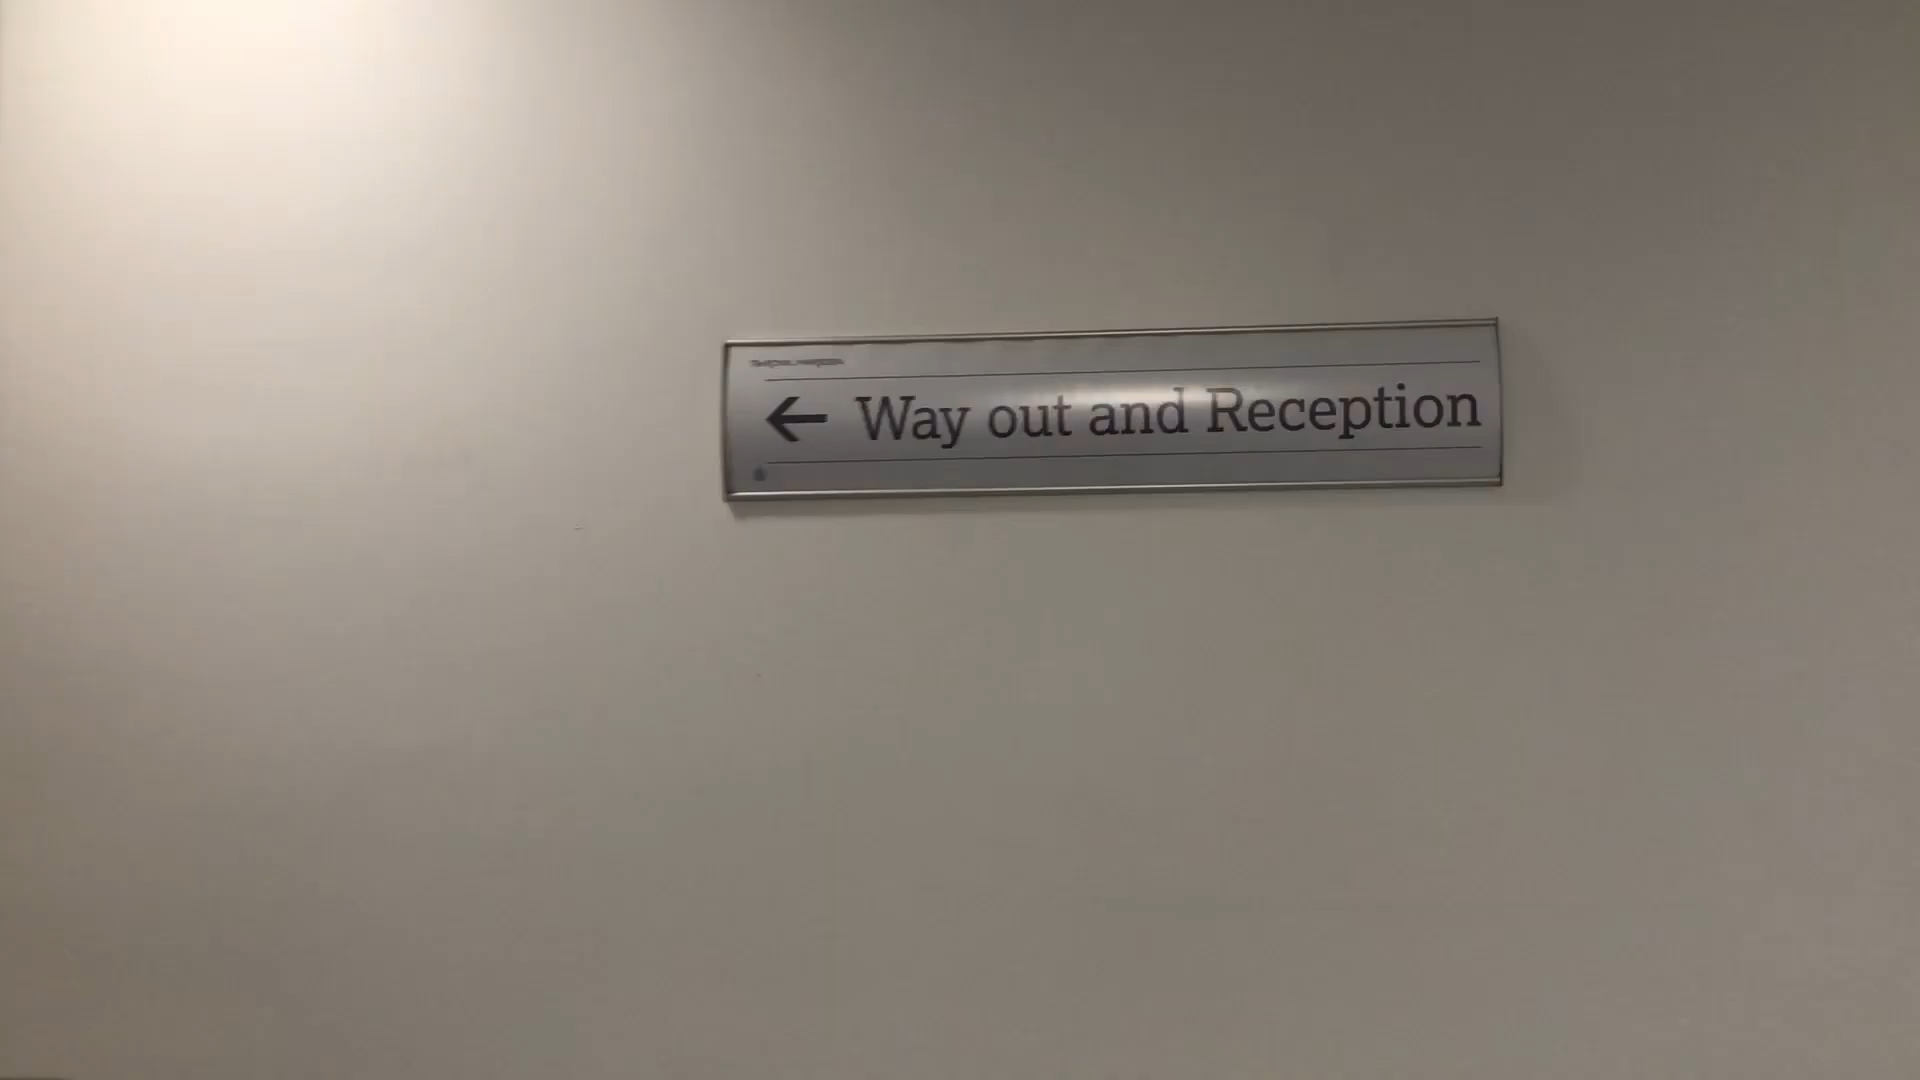 ← Way out and Reception